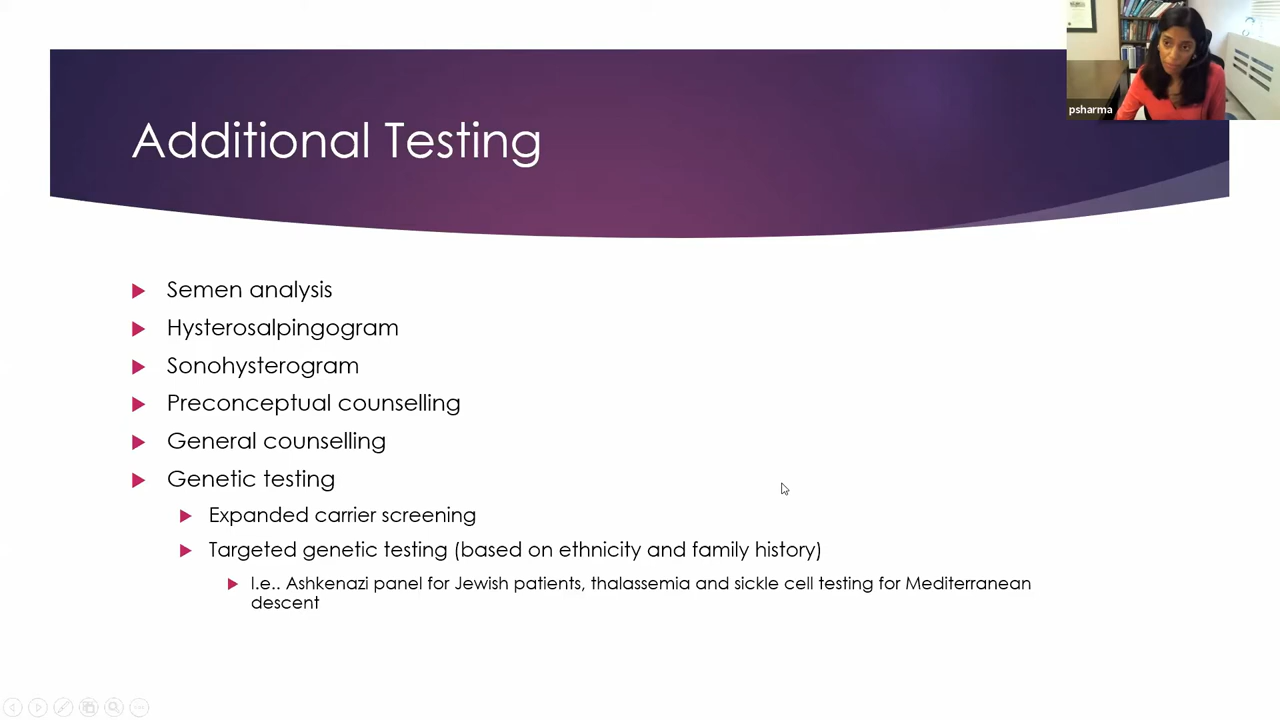 psharma
Additional Testing
Semen analysis
Hysterosalpingogram
Sonohysterogram
Preconceptual counselling
General counselling
Genetic testing
Expanded carrier screening
Targeted genetic testing (based on ethnicity and family history)
I.e.. Ashkenazi panel for Jewish patients, thalassemia and sickle cell testing for Mediterranean
descent